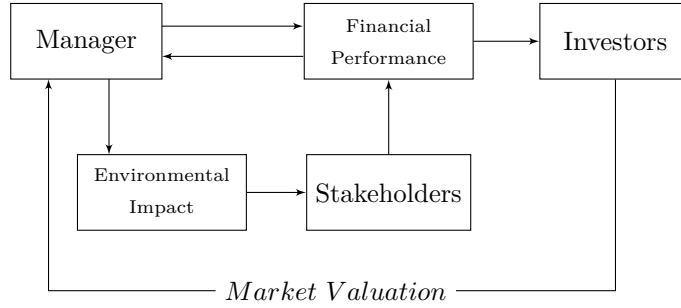 Manager
Financial
Performance
Investors
Environmental
Impact
Stakeholders
Market Valuation